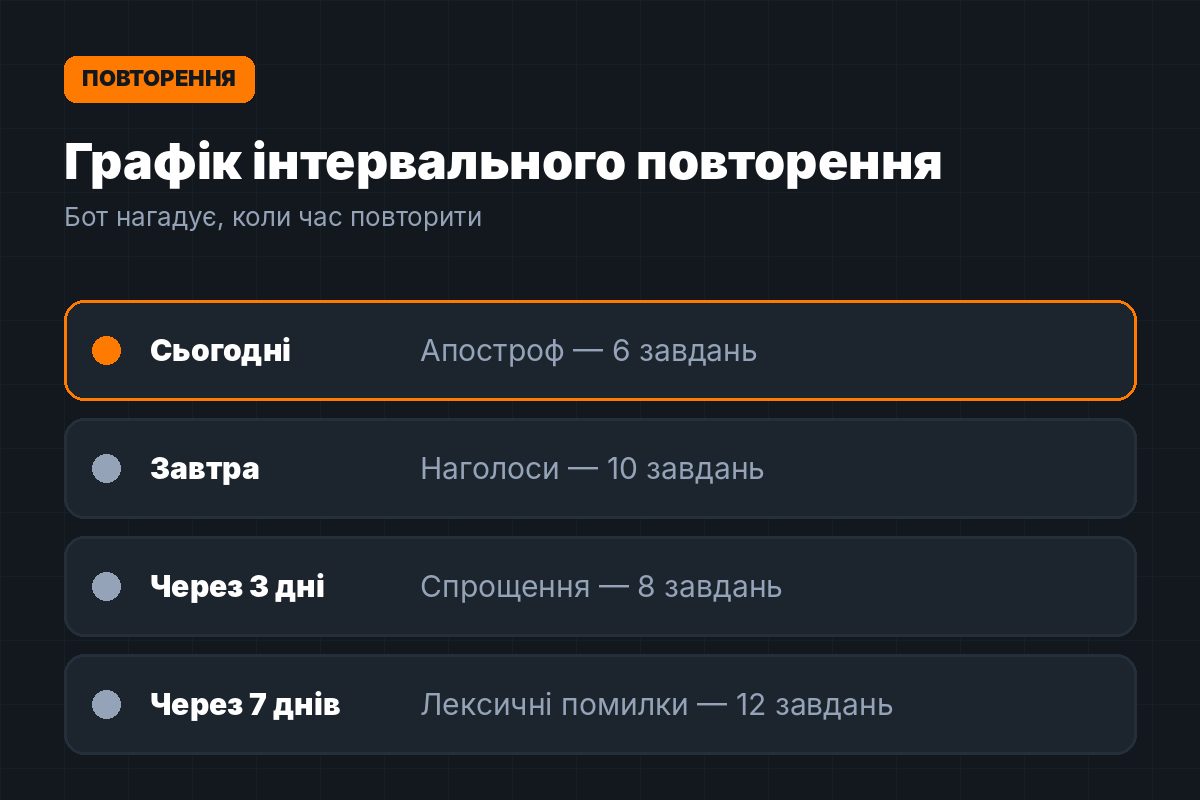 ПОВТОРЕННЯ
Графік інтервального повторення
Бот нагадує, коли час повторити
Сьогодні Апостроф — 6 завдань
Завтра Наголоси — 10 завдань
Через 3 дні Спрощення — 8 завдань
Через 7 днів Лексичні помилки — 12 завдань